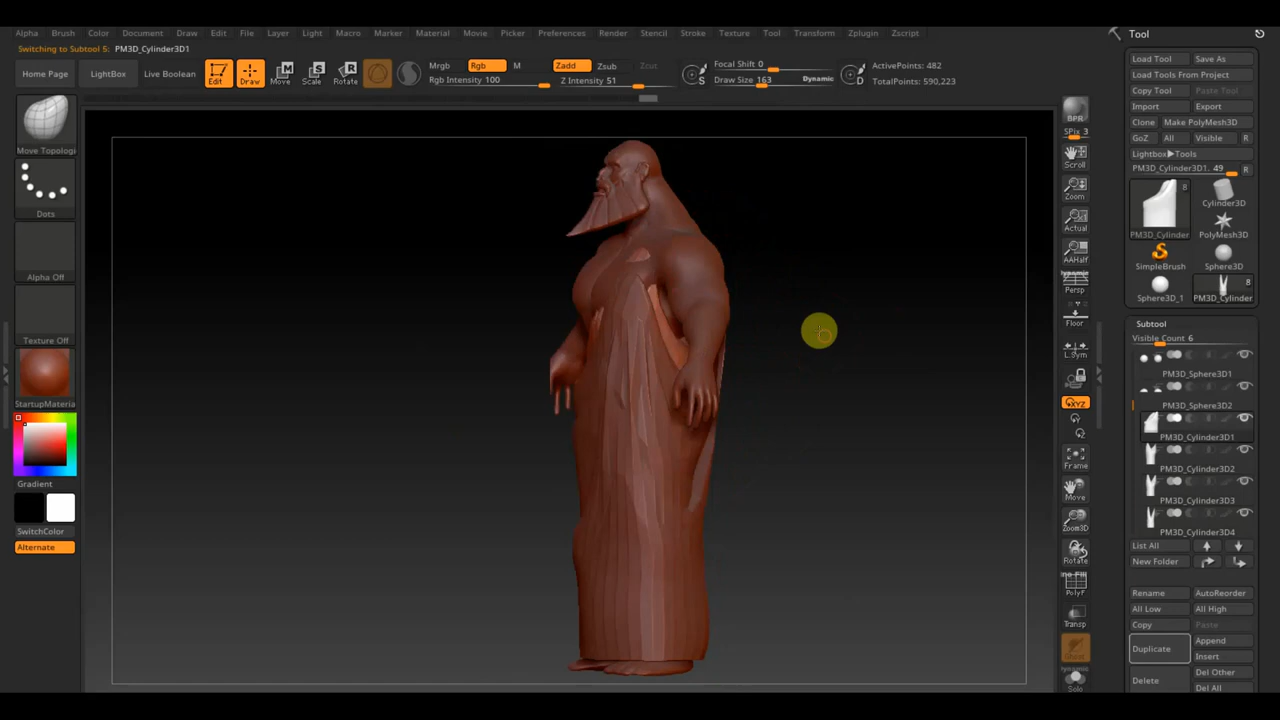 Alpha Brush Color Document Draw Edit File Layer Light Macro Marker Material Movie Picker Preferences Render Stencil Stroke Texture Tool Transform Zplugin Zscript
Tool
Switching to Subtool 5: PM3D_Cylinder3D1
Home Page
LightBox
Live Boolean
Edit
Draw
Move
Scale
Rotate
Mrgb
Rgb
M
Rgb Intensity 100
Zadd
Zsub
Zcut
Z Intensity 51
S
Focal Shift 0
Draw Size 163
Dynamic
D
ActivePoints: 482
TotalPoints: 590,223
Move Topologi
Dots
Alpha Off
Texture Off
StartupMateria
Gradient
SwitchColor
Alternate
BPR
SPix 3
Scroll
Zoom
Actual
AAHalf
Dynamic
Persp
Floor
L.Sym
XYZ
Frame
Move
Zoom3D
Rotate
PolyF
Transp
Dynamic
Solo
Load Tool
Save As
Load Tools From Project
Copy Tool
Paste Tool
Import
Export
Clone
Make PolyMesh3D
GoZ
All
Visible
R
Lightbox▶Tools
PM3D_Cylinder3D1. 49
R
8
PM3D_Cylinder
Cylinder3D
PolyMesh3D
SimpleBrush
Sphere3D
Sphere3D_1
8
PM3D_Cylinder
Subtool
Visible Count 6
PM3D_Sphere3D1
PM3D_Sphere3D2
PM3D_Cylinder3D1
PM3D_Cylinder3D2
PM3D_Cylinder3D3
PM3D_Cylinder3D4
List All
New Folder
Rename
AutoReorder
All Low
All High
Copy
Paste
Duplicate
Append
Insert
Delete
Del Other
Del All